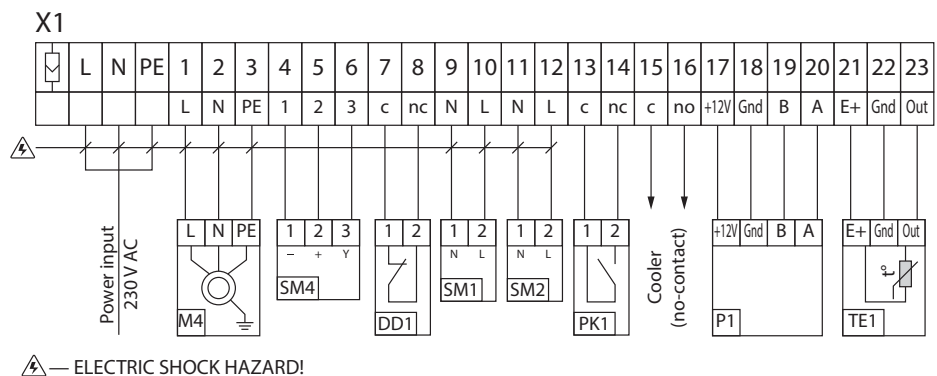 X1
L N PE 1 2 3 4 5 6 7 8 9 10 11 12 13 14 15 16 17 18 19 20 21 22 23
L N PE 1 2 3 c nc N L N L c nc c no +12V Gnd B A E+ Gnd Out
Power input
230 V AC
L N PE
M4
1 2 3
− + Y
SM4
1 2
DD1
1 2
N L
SM1
1 2
N L
SM2
1 2
PK1
Cooler
(no-contact)
+12V Gnd B A
P1
E+ Gnd Out
t°
TE1
— ELECTRIC SHOCK HAZARD!